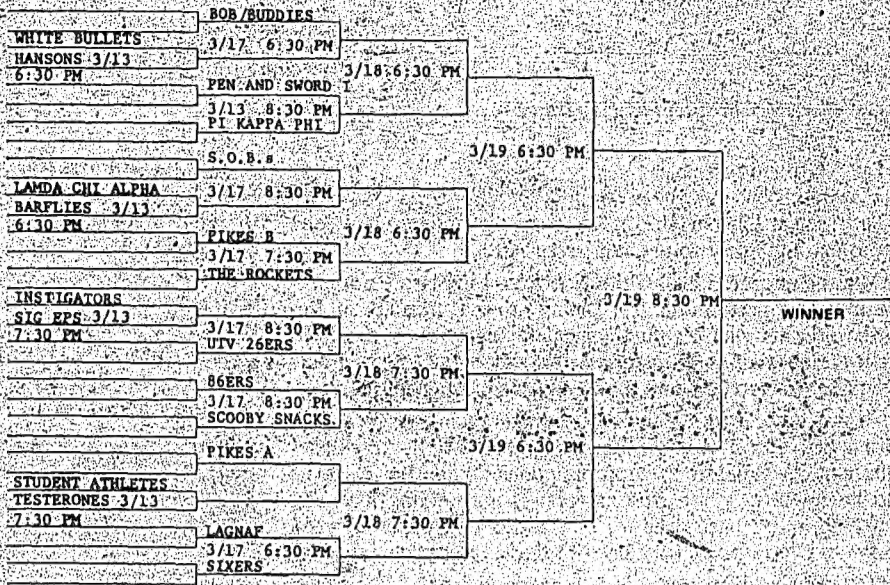 BOB/BUDDIES
WHITE BULLETS
3/17 6:30 PM
HANSONS 3/13
6:30 PM
3/18 6:30 PM
PEN AND SWORD I
3/13 8:30 PM
PI KAPPA PHI
3/19 6:30 PM
S.O.B.s
LAMDA CHI ALPHA
3/17 8:30 PM
BARFLIES 3/13
6:30 PM
3/18 6:30 PM
PIKES B
3/17 7:30 PM
THE ROCKETS
INSTIGATORS
3/19 8:30 PM
WINNER
SIG EPS 3/13
7:30 PM
3/17 8:30 PM
UTV 26ERS
3/18 7:30 PM
86ERS
3/17 8:30 PM
SCOOBY SNACKS
3/19 6:30 PM
PIKES A
STUDENT ATHLETES
TESTERONES 3/13
7:30 PM
3/18 7:30 PM
LAGNAF
3/17 6:30 PM
SIXERS